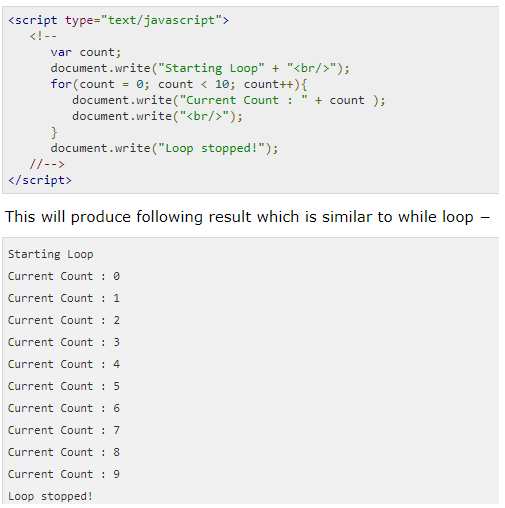 <script type="text/javascript">
<!--
var count;
document.write("Starting Loop" + "<br/>");
for(count = 0; count < 10; count++){
document.write("Current Count : " + count );
document.write("<br/>");
}
document.write("Loop stopped!");
//-->
</script>
This will produce following result which is similar to while loop −
Starting Loop
Current Count : 0
Current Count : 1
Current Count : 2
Current Count : 3
Current Count : 4
Current Count : 5
Current Count : 6
Current Count : 7
Current Count : 8
Current Count : 9
Loop stopped!